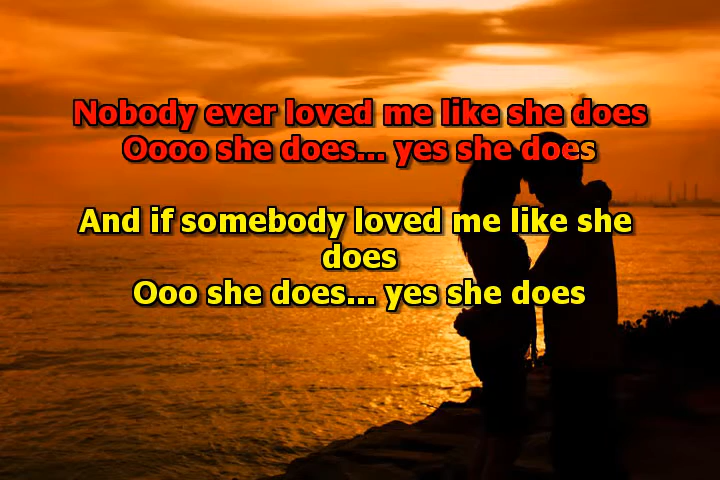 Nobody ever loved me like she does
Oooo she does... yes she does
And if somebody loved me like she
does
Ooo she does... yes she does